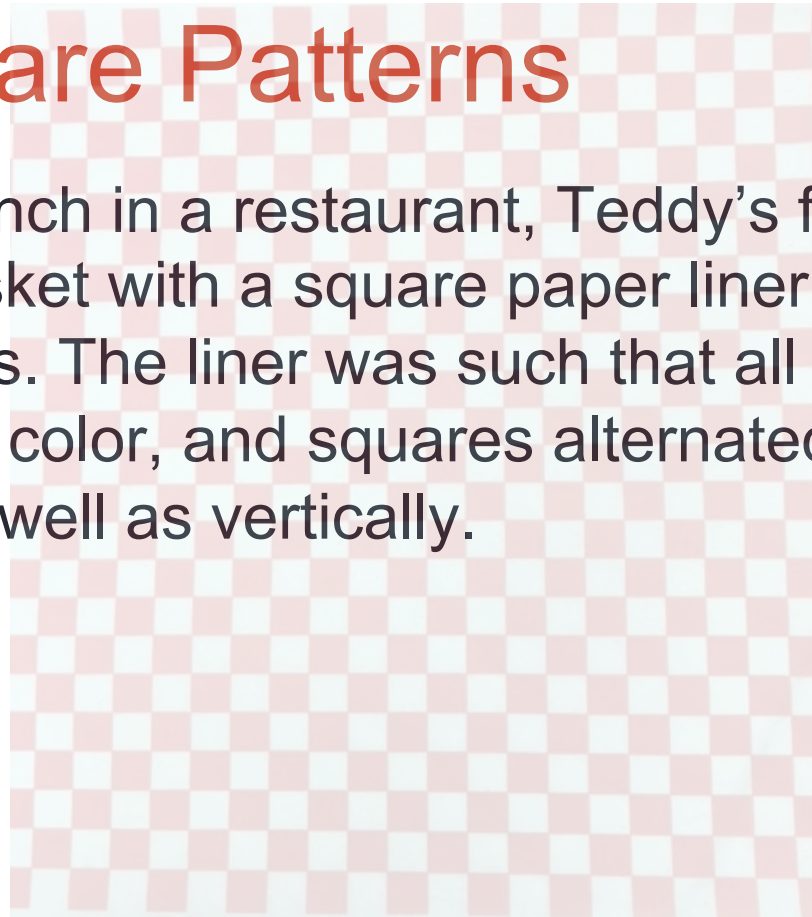 are Patterns
nch in a restaurant, Teddy’s f
sket with a square paper liner
s. The liner was such that all
color, and squares alternated
well as vertically.